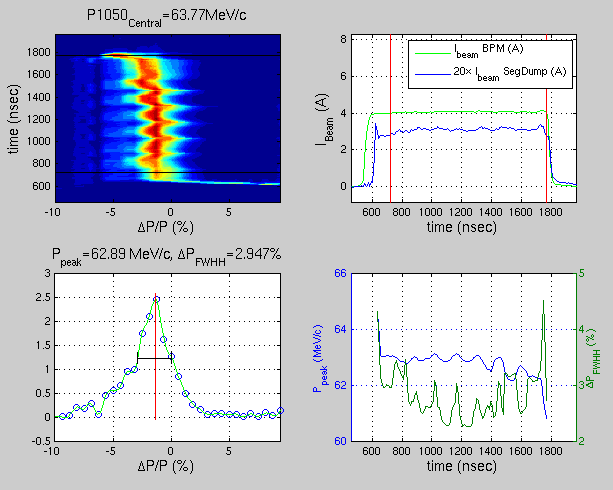 P1050Central=63.77MeV/c
1800
1600
1400
1200
1000
800
600
time (nsec)
-10 -5 0 5
ΔP/P (%)
8
6
4
2
0
IBeam (A)
Ibeam BPM (A)
20× Ibeam SegDump (A)
600 800 1000 1200 1400 1600 1800
time (nsec)
Ppeak=62.89 MeV/c, ΔPFWHH=2.947%
3
2.5
2
1.5
1
0.5
0
-0.5
-10 -5 0 5
ΔP/P (%)
66
64
62
60
Ppeak (MeV/c)
5
4
3
2
ΔPFWHH (%)
600 800 1000 1200 1400 1600 1800
time (nsec)